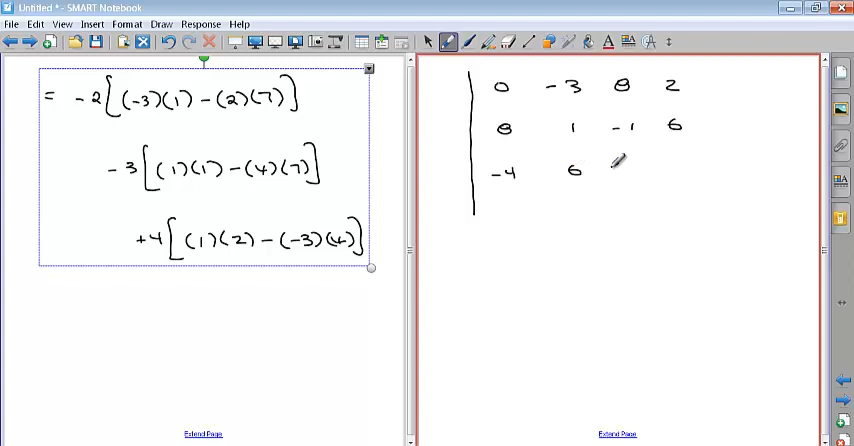 Untitled * - SMART Notebook
File Edit View Insert Format Draw Response Help
= -2[(-3)(1) - (2)(7)]
-3[(1)(1) - (4)(7)]
+4[(1)(2) - (-3)(4)]
Extend Page
0 -3 8 2
8 1 -1 6
-4 6
Extend Page